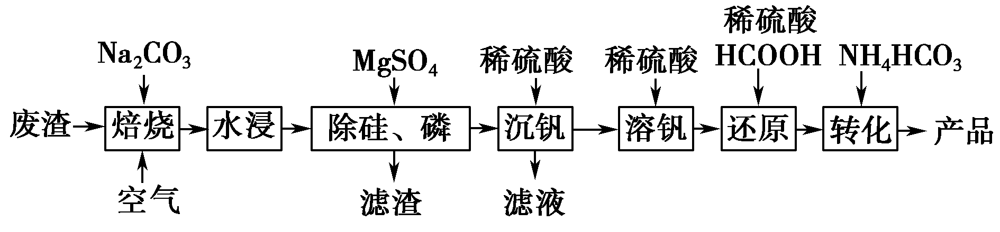 稀硫酸
Na₂CO₃ MgSO₄ 稀硫酸 稀硫酸 HCOOH NH₄HCO₃
废渣 焙烧 水浸 除硅、磷 沉钒 溶钒 还原 转化 产品
空气 滤渣 滤液